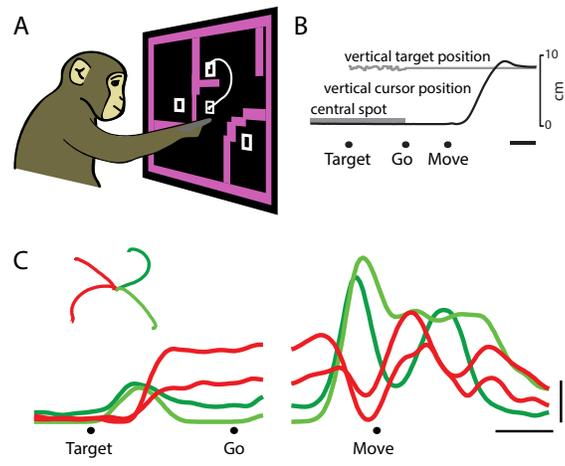 A
B
vertical target position
vertical cursor position
central spot
10
cm
0
Target
Go
Move
C
Target
Go
Move